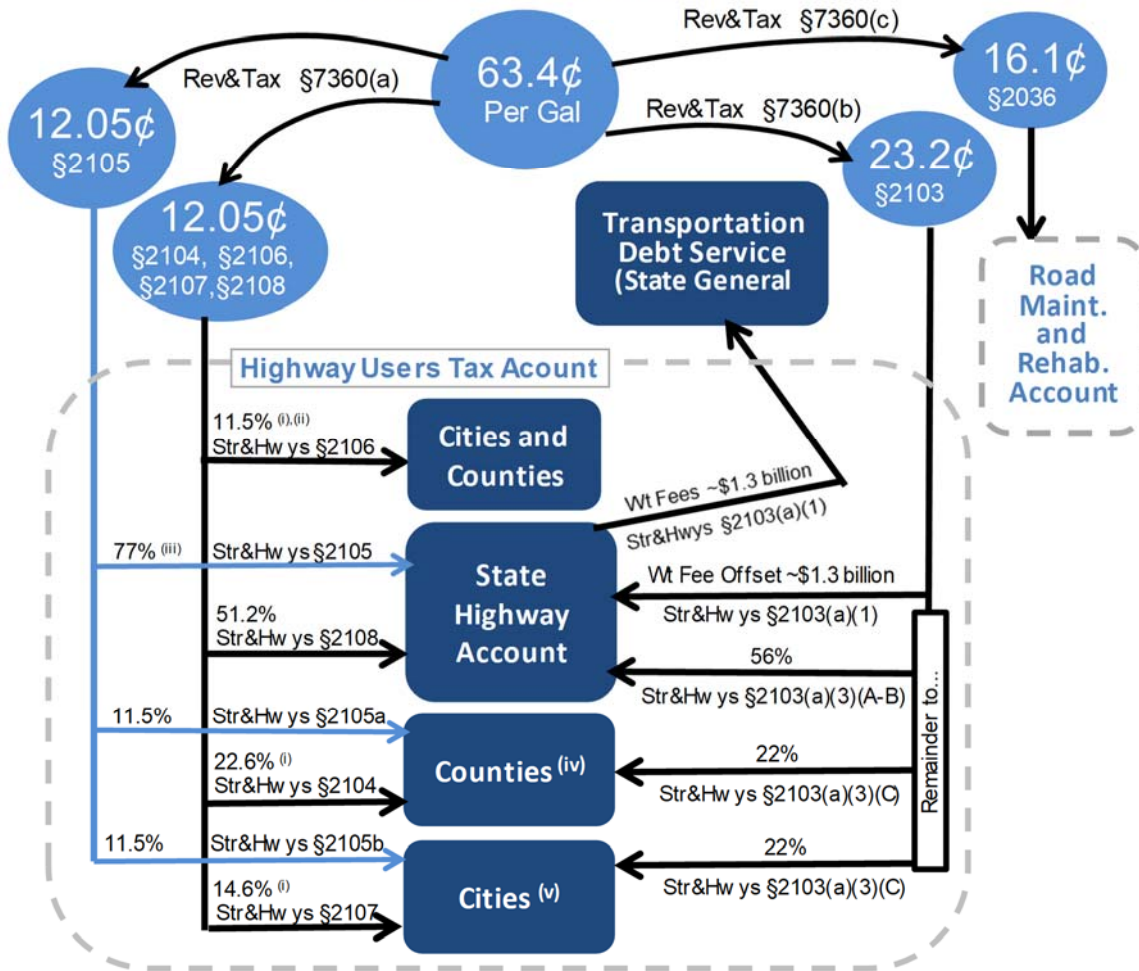 Rev&Tax §7360(c)
63.4¢
Per Gal
16.1¢
§2036
Rev&Tax §7360(a)
Rev&Tax §7360(b)
12.05¢
§2105
23.2¢
§2103
12.05¢
§2104, §2106,
§2107,§2108
Transportation
Debt Service
(State General
Road
Maint.
and
Rehab.
Account
Highway Users Tax Acount
11.5% (i),(ii)
Str&Hw ys §2106
Cities and
Counties
Wt Fees ~$1.3 billion
Str&Hwys §2103(a)(1)
77% (iii) Str&Hw ys §2105
State
Highway
Account
Wt Fee Offset ~$1.3 billion
Str&Hw ys §2103(a)(1)
51.2%
Str&Hw ys §2108
56%
Str&Hw ys §2103(a)(3)(A-B)
Remainder to...
11.5% Str&Hw ys §2105a
22.6% (i)
Str&Hw ys §2104
Counties (iv)
22%
Str&Hw ys §2103(a)(3)(C)
11.5% Str&Hw ys §2105b
14.6% (i)
Str&Hw ys §2107
Cities (v)
22%
Str&Hw ys §2103(a)(3)(C)